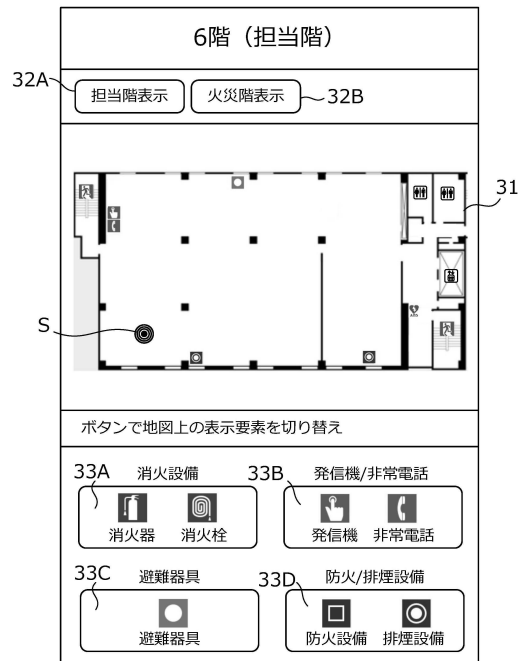 6階（担当階）
32A
担当階表示
火災階表示
32B
31
S
AED
ボタンで地図上の表示要素を切り替え
33A
消火設備
消火器
消火栓
33B
発信機/非常電話
発信機
非常電話
33C
避難器具
避難器具
33D
防火/排煙設備
防火設備
排煙設備